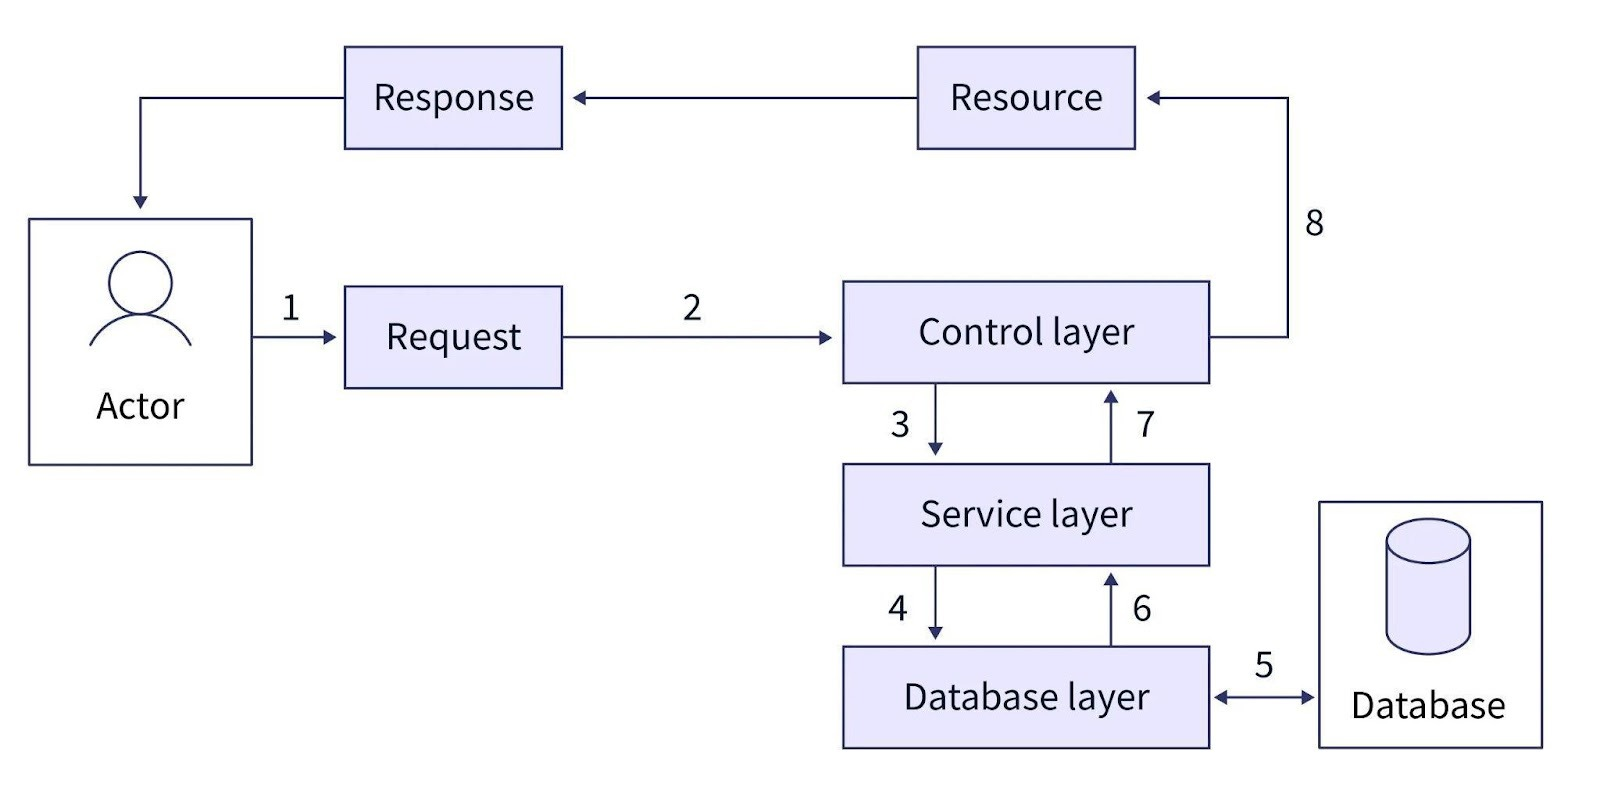 Response
Resource
8
Actor
1
Request
2
Control layer
3
7
Service layer
4
6
Database layer
5
Database